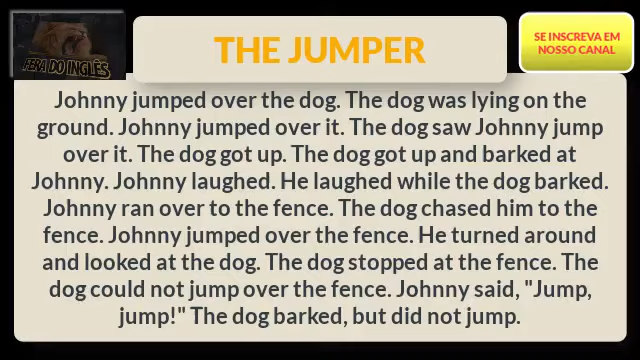 FERA DO INGLÊS
THE JUMPER
SE INSCREVA EM
NOSSO CANAL
Johnny jumped over the dog. The dog was lying on the
ground. Johnny jumped over it. The dog saw Johnny jump
over it. The dog got up. The dog got up and barked at
Johnny. Johnny laughed. He laughed while the dog barked.
Johnny ran over to the fence. The dog chased him to the
fence. Johnny jumped over the fence. He turned around
and looked at the dog. The dog stopped at the fence. The
dog could not jump over the fence. Johnny said, "Jump,
jump!" The dog barked, but did not jump.